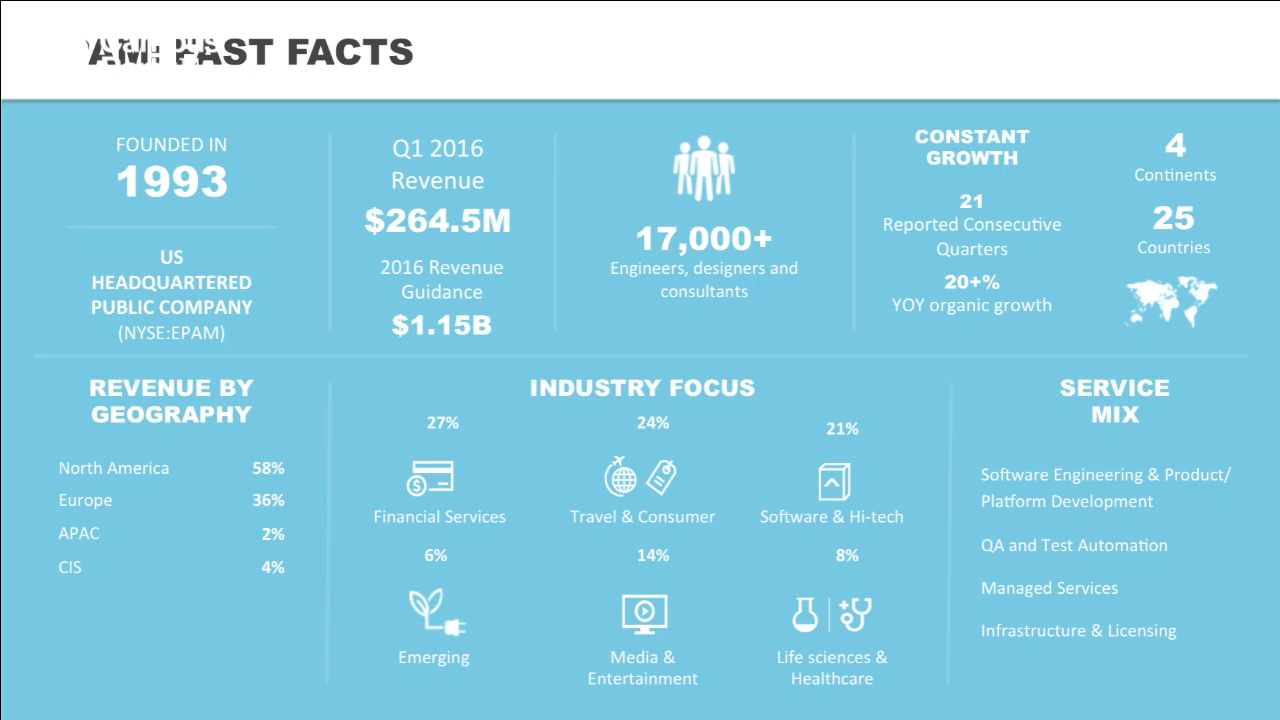 FAST FACTS
FOUNDED IN
1993
US
HEADQUARTERED
PUBLIC COMPANY
(NYSE:EPAM)
Q1 2016
Revenue
$264.5M
2016 Revenue
Guidance
$1.15B
17,000+
Engineers, designers and
consultants
CONSTANT
GROWTH
21
Reported Consecutive
Quarters
20+%
YOY organic growth
4
Continents
25
Countries
REVENUE BY
GEOGRAPHY
North America 58%
Europe 36%
APAC 2%
CIS 4%
INDUSTRY FOCUS
27% 24% 21%
Financial Services Travel & Consumer Software & Hi-tech
6% 14% 8%
Emerging
Media &
Entertainment
Life sciences &
Healthcare
SERVICE
MIX
Software Engineering & Product/
Platform Development
QA and Test Automation
Managed Services
Infrastructure & Licensing